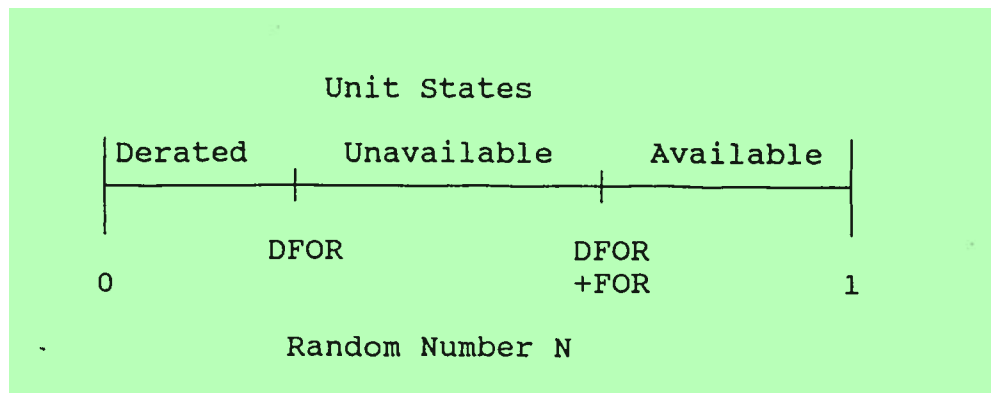 Unit States
Derated Unavailable Available
DFOR DFOR
0 +FOR 1
Random Number N